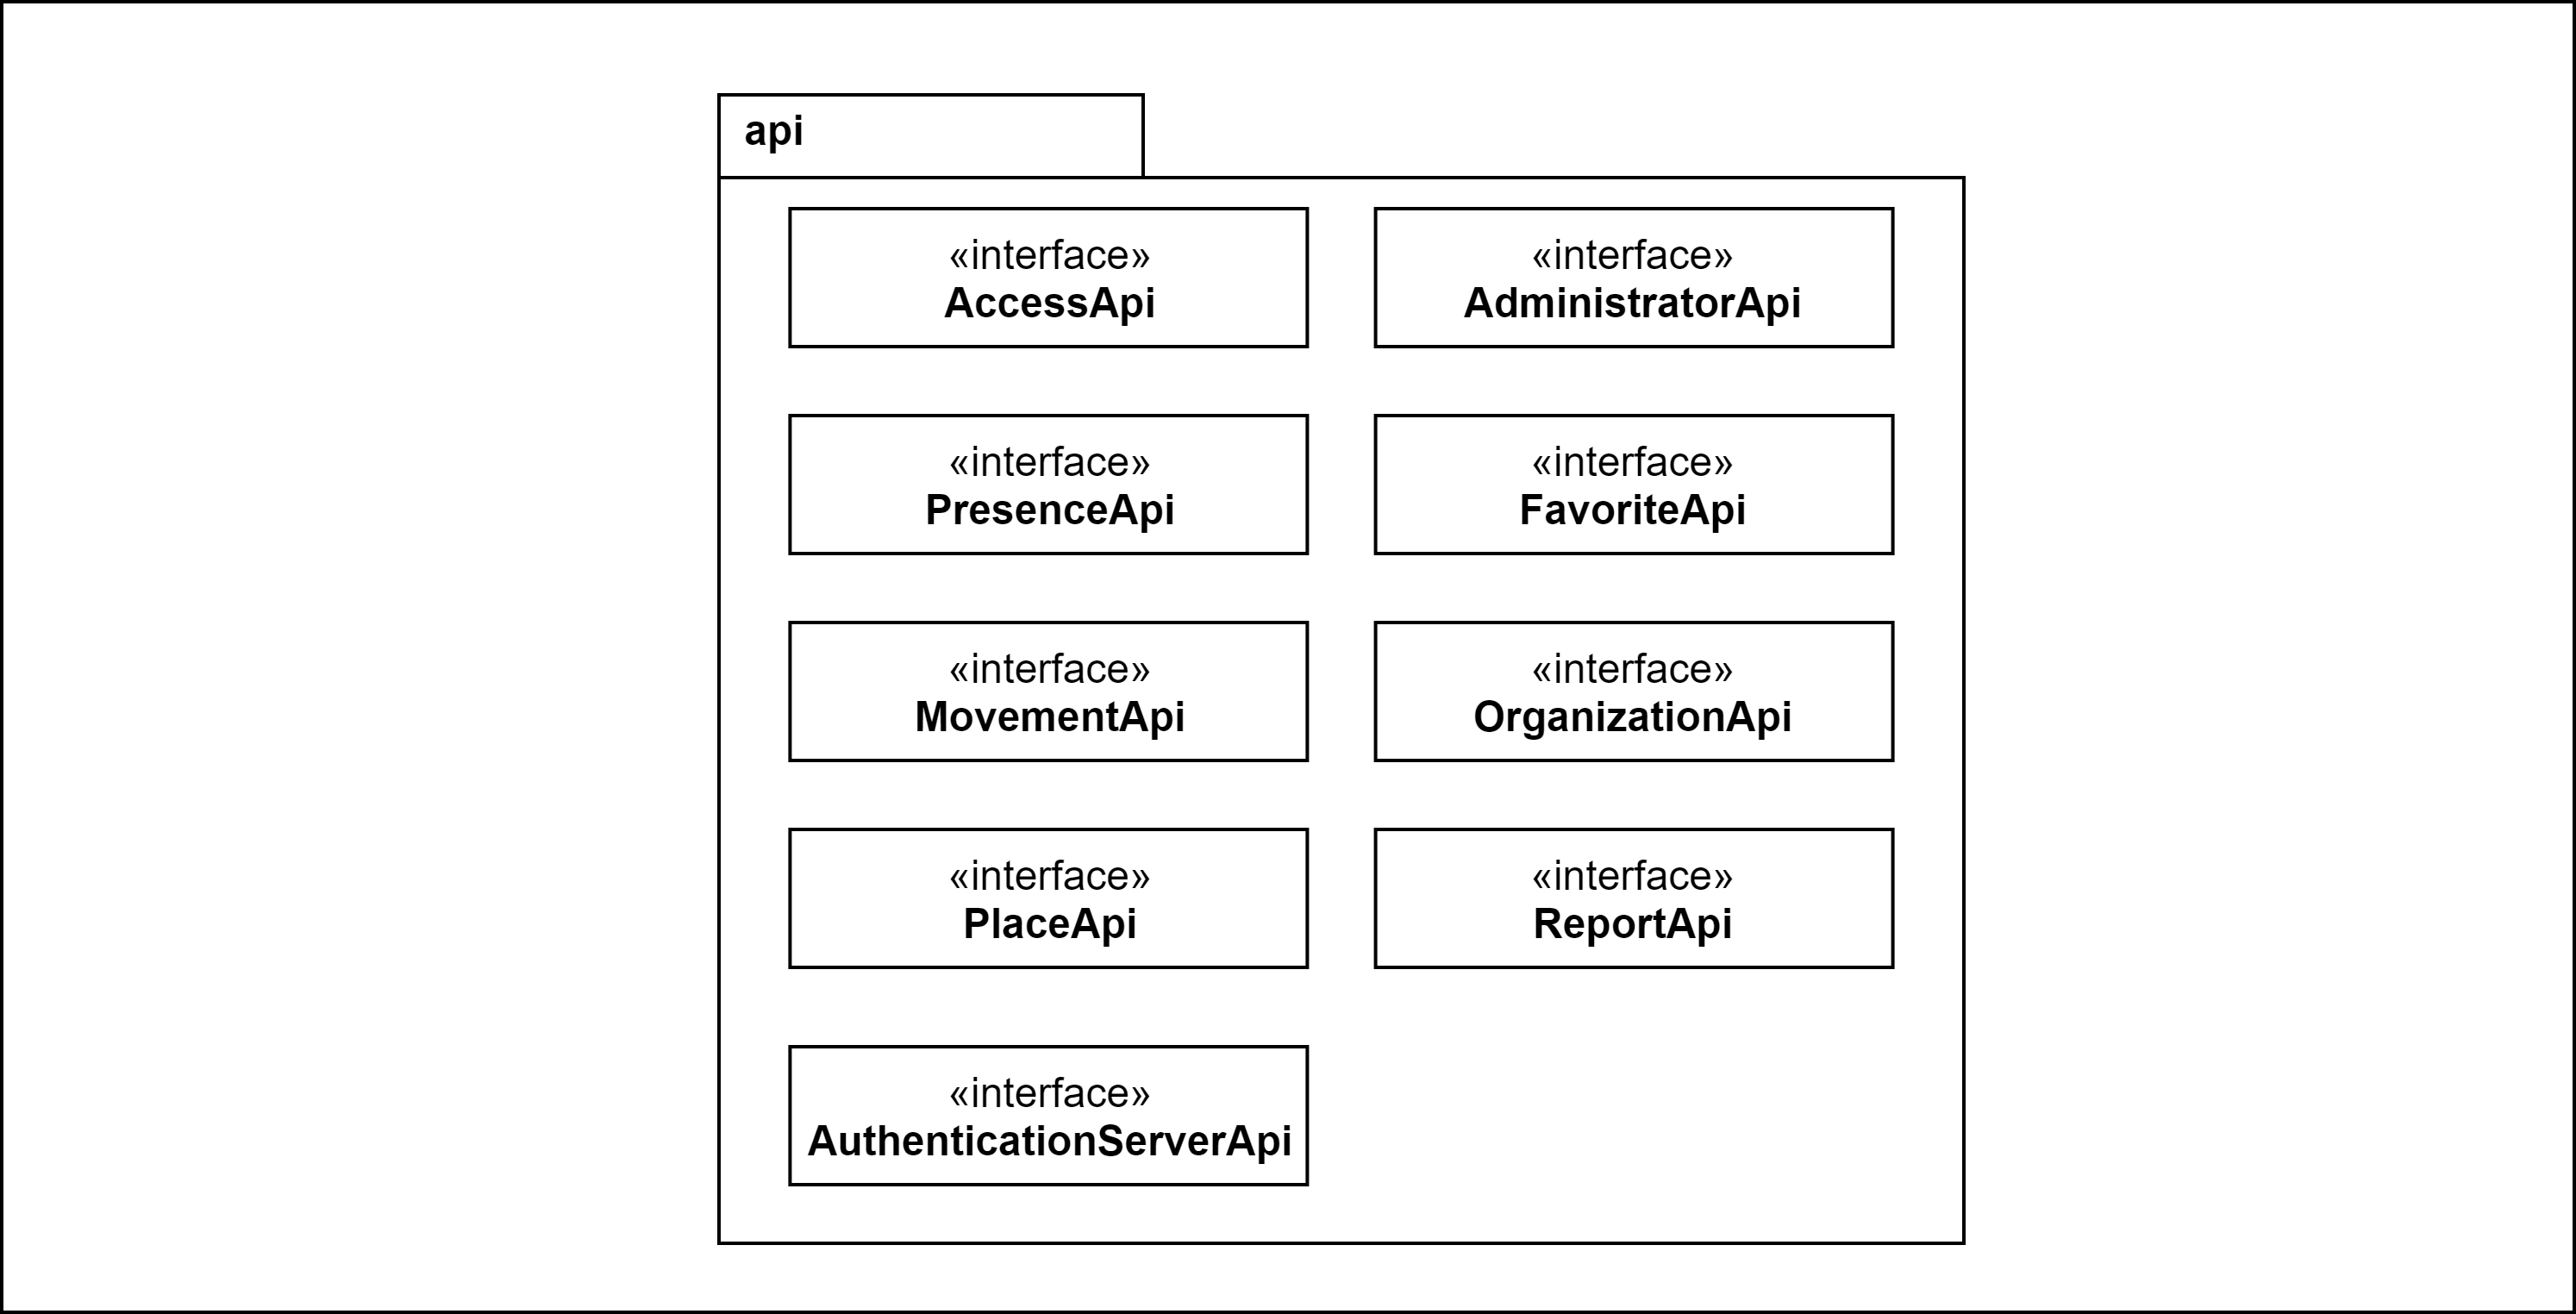 api
«interface»
AccessApi
«interface»
AdministratorApi
«interface»
PresenceApi
«interface»
FavoriteApi
«interface»
MovementApi
«interface»
OrganizationApi
«interface»
PlaceApi
«interface»
ReportApi
«interface»
AuthenticationServerApi